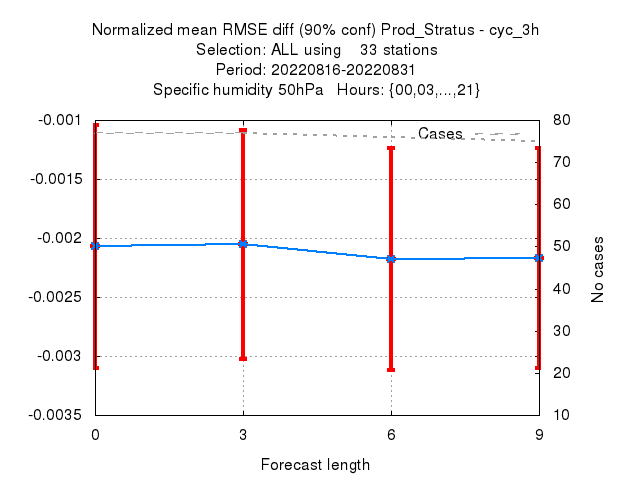 Normalized mean RMSE diff (90% conf) Prod_Stratus - cyc_3h
Selection: ALL using 33 stations
Period: 20220816-20220831
Specific humidity 50hPa Hours: {00,03,...,21}
-0.001
-0.0015
-0.002
-0.0025
-0.003
-0.0035
Cases
80
70
60
50
40
30
20
10
No cases
0 3 6 9
Forecast length